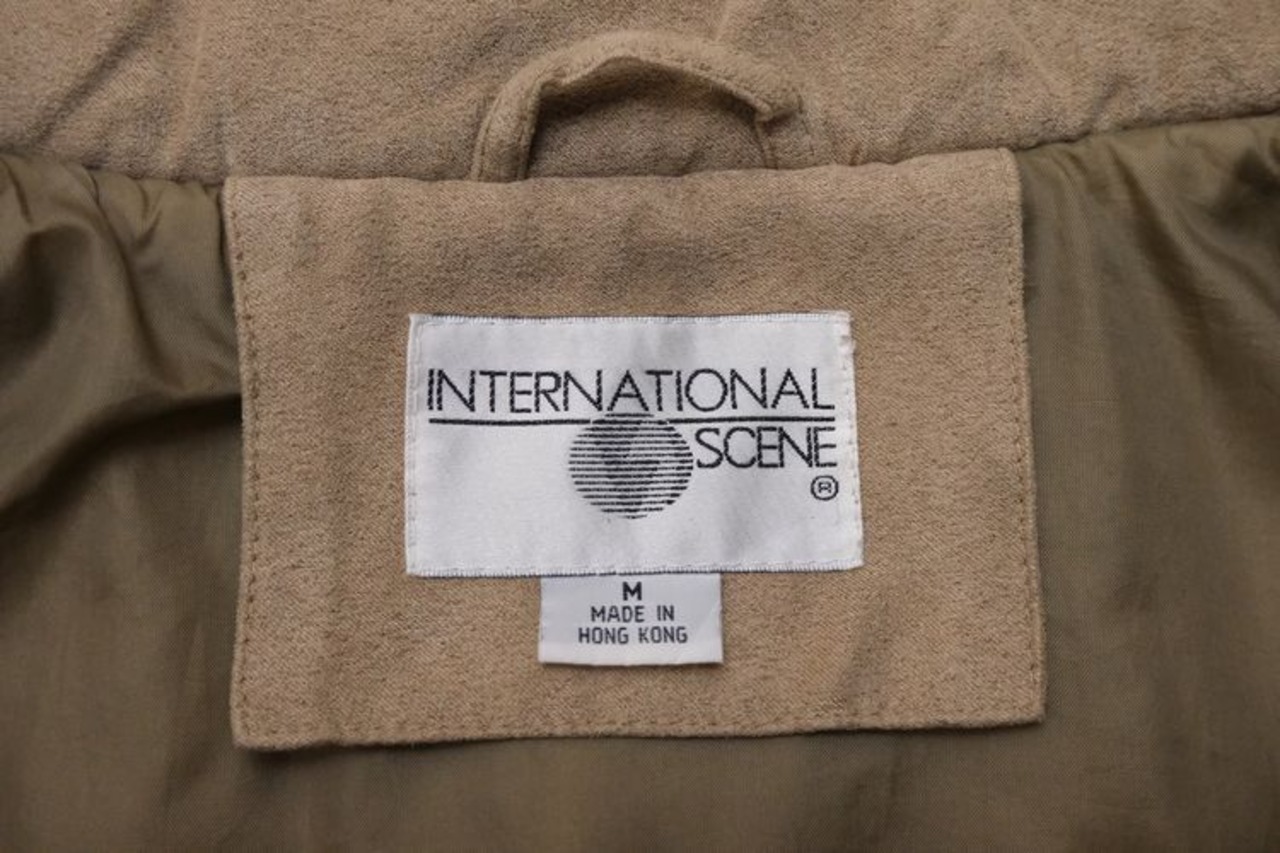 INTERNATIONAL
SCENE
®
M
MADE IN
HONG KONG